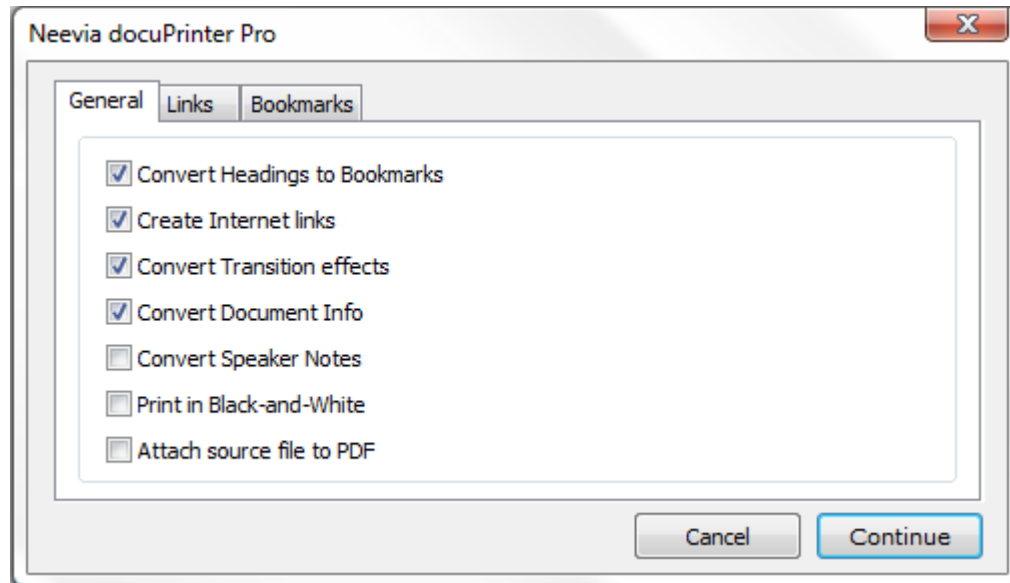 Neevia docuPrinter Pro
General Links Bookmarks
Convert Headings to Bookmarks
Create Internet links
Convert Transition effects
Convert Document Info
Convert Speaker Notes
Print in Black-and-White
Attach source file to PDF
Cancel Continue